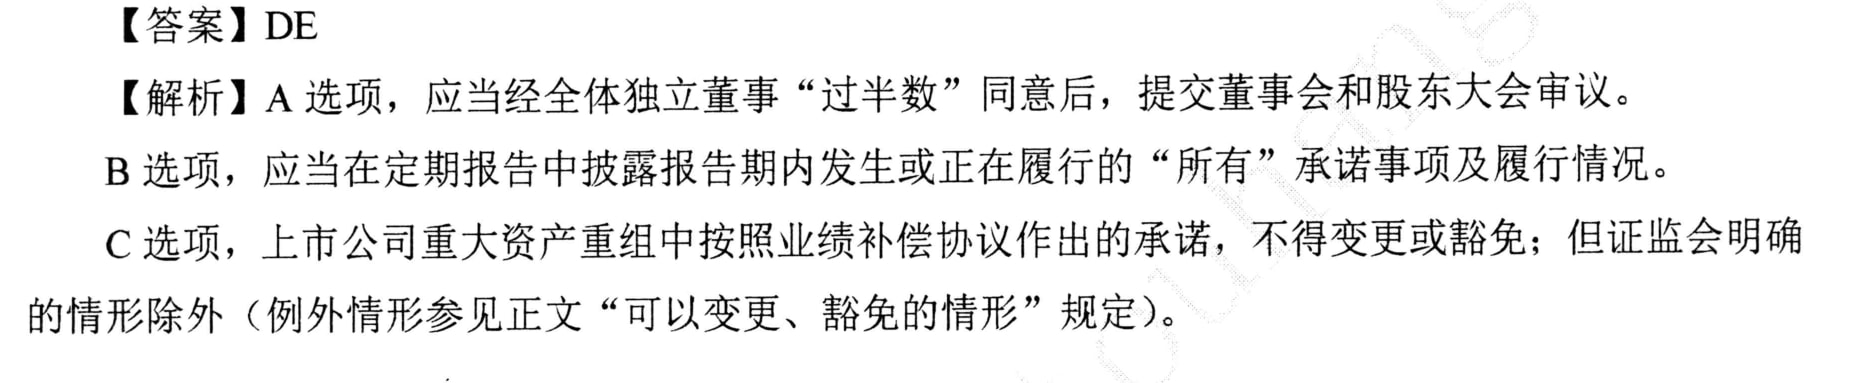 【答案】DE
【解析】A 选项，应当经全体独立董事“过半数”同意后，提交董事会和股东大会审议。
B 选项，应当在定期报告中披露报告期内发生或正在履行的“所有”承诺事项及履行情况。
C 选项，上市公司重大资产重组中按照业绩补偿协议作出的承诺，不得变更或豁免；但证监会明确
的情形除外（例外情形参见正文“可以变更、豁免的情形”规定）。